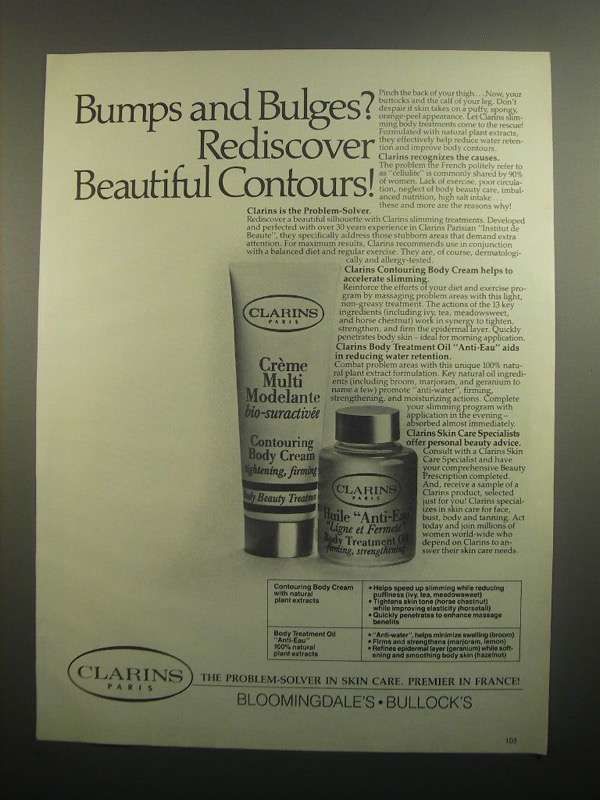 Bumps and Bulges?
Rediscover
Beautiful Contours!
Pinch the back of your thigh. . . Now, your
buttocks and the calf of your leg. Don't
despair if skin takes on a puffy, spongy,
orange-peel appearance. Let Clarins slim-
ming body treatments come to the rescue!
Formulated with natural plant extracts,
they effectively help reduce water reten-
tion and improve body contours.
Clarins recognizes the causes.
The problem the French politely refer to
as "cellulite" is commonly shared by 90%
of women. Lack of exercise, poor circula-
tion, neglect of body beauty care, imbal-
anced nutrition, high salt intake. . .
these and more are the reasons why!
Clarins is the Problem-Solver.
Rediscover a beautiful silhouette with Clarins slimming treatments. Developed
and perfected with over 30 years experience in Clarins Parisian "Institut de
Beaute", they specifically address those stubborn areas that demand extra
attention. For maximum results, Clarins recommends use in conjunction
with a balanced diet and regular exercise. They are, of course, dermatologi-
cally and allergy-tested.
Clarins Contouring Body Cream helps to
accelerate slimming.
Reinforce the efforts of your diet and exercise pro-
gram by massaging problem areas with this light,
non-greasy treatment. The actions of the 13 key
ingredients (including ivy, tea, meadowsweet,
and horse chestnut) work in synergy to tighten,
strengthen, and firm the epidermal layer. Quickly
penetrates body skin – ideal for morning application.
Clarins Body Treatment Oil "Anti-Eau" aids
in reducing water retention.
Combat problem areas with this unique 100% natu-
ral plant extract formulation. Key natural oil ingredi-
ents (including broom, marjoram, and geranium to
name a few) promote "anti-water", firming,
strengthening, and moisturizing actions. Complete
your slimming program with
application in the evening –
absorbed almost immediately.
Clarins Skin Care Specialists
offer personal beauty advice.
Consult with a Clarins Skin
Care Specialist and have
your comprehensive Beauty
Prescription completed.
And, receive a sample of a
Clarins product, selected
just for you! Clarins special-
izes in skin care for face,
bust, body and tanning. Act
today and join millions of
women world-wide who
depend on Clarins to an-
swer their skin care needs.
CLARINS
PARIS
Crème
Multi
Modelante
bio-suractivée
Contouring
Body Cream
tightening, firming
Body Beauty Treatmen
CLARINS
PARIS
Huile "Anti-Eau"
"Ligne et Fermeté"
Body Treatment Oil
firming, strengthening
Contouring Body Cream
with natural
plant extracts
• Helps speed up slimming while reducing
puffiness (ivy, tea, meadowsweet)
• Tightens skin tone (horse chestnut)
while improving elasticity (horsetail)
• Quickly penetrates to enhance massage
benefits
Body Treatment Oil
"Anti-Eau"
100% natural
plant extracts
• "Anti-water", helps minimize swelling (broom)
• Firms and strengthens (marjoram, lemon)
• Refines epidermal layer (geranium) while soft-
ening and smoothing body skin (hazelnut)
CLARINS
PARIS
THE PROBLEM-SOLVER IN SKIN CARE. PREMIER IN FRANCE!
BLOOMINGDALE'S • BULLOCK'S
103